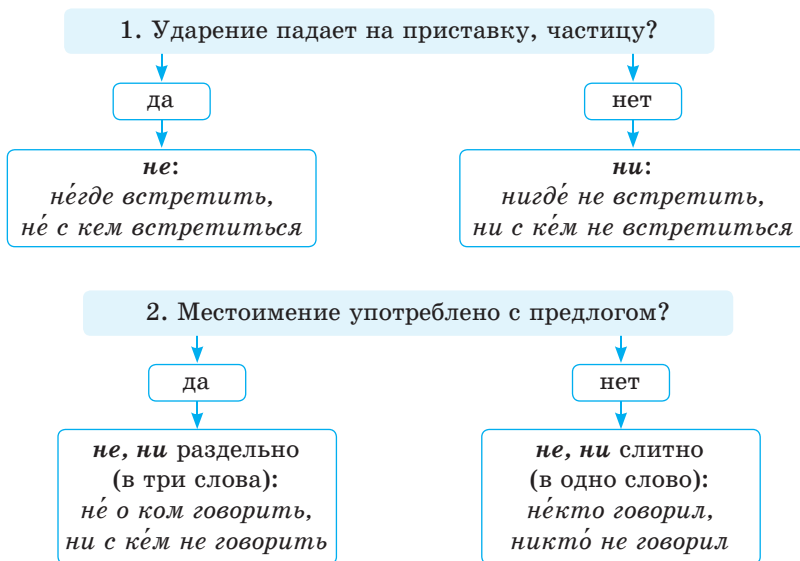 1. Ударение падает на приставку, частицу?
да
нет
не:
не́где встретить,
не́ с кем встретиться
ни:
нигде́ не встретить,
ни с ке́м не встретиться
2. Местоимение употреблено с предлогом?
да
нет
не, ни раздельно
(в три слова):
не́ о ком говорить,
ни с ке́м не говорить
не, ни слитно
(в одно слово):
не́кто говорил,
никто́ не говорил